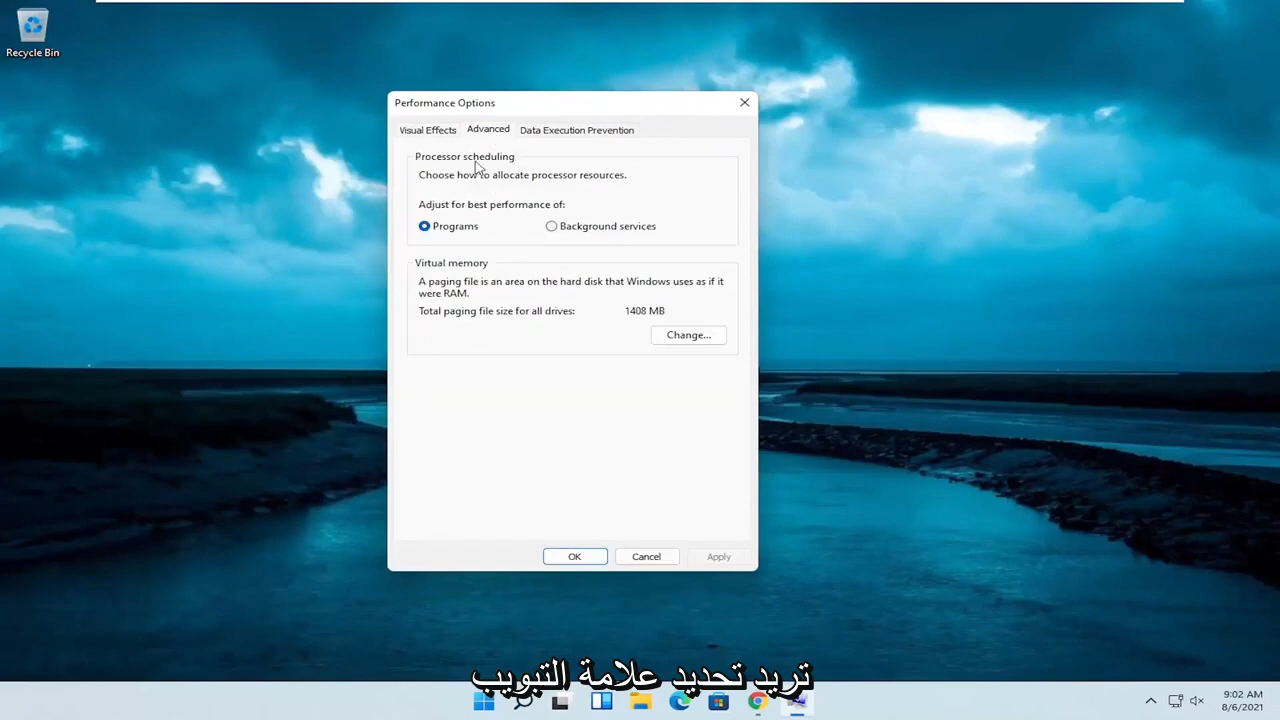 Recycle Bin
Performance Options
Visual Effects Advanced Data Execution Prevention
Processor scheduling
Choose how to allocate processor resources.
Adjust for best performance of:
Programs Background services
Virtual memory
A paging file is an area on the hard disk that Windows uses as if it
were RAM.
Total paging file size for all drives: 1408 MB
Change...
OK Cancel Apply
تريد تحديد علامة التبويب
9:02 AM
8/6/2021